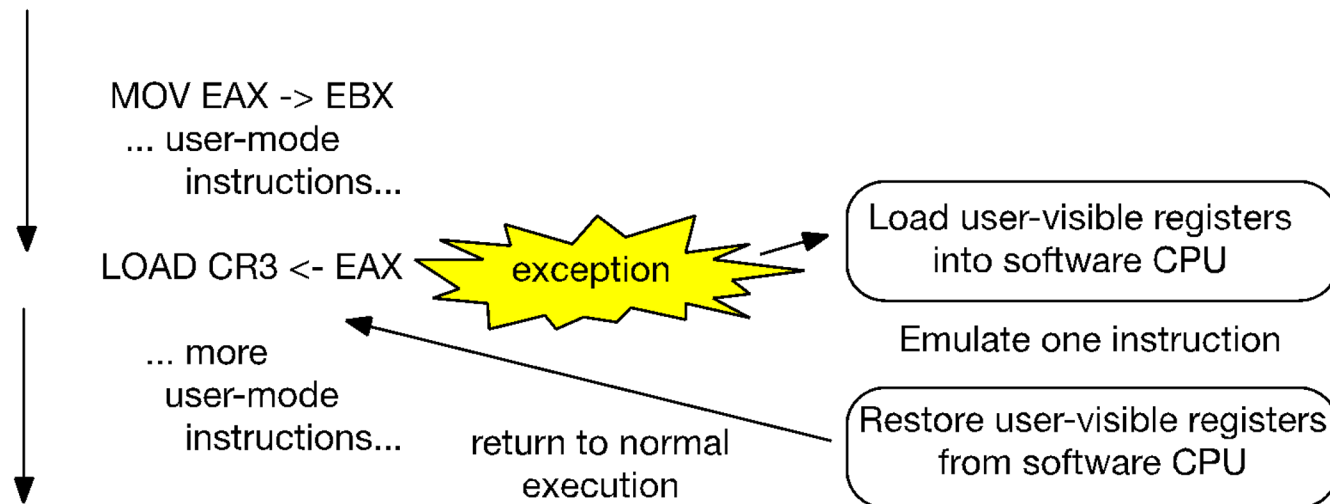 MOV EAX -> EBX
... user-mode
instructions...
LOAD CR3 <- EAX
exception
Load user-visible registers
into software CPU
Emulate one instruction
... more
user-mode
instructions...
return to normal
execution
Restore user-visible registers
from software CPU